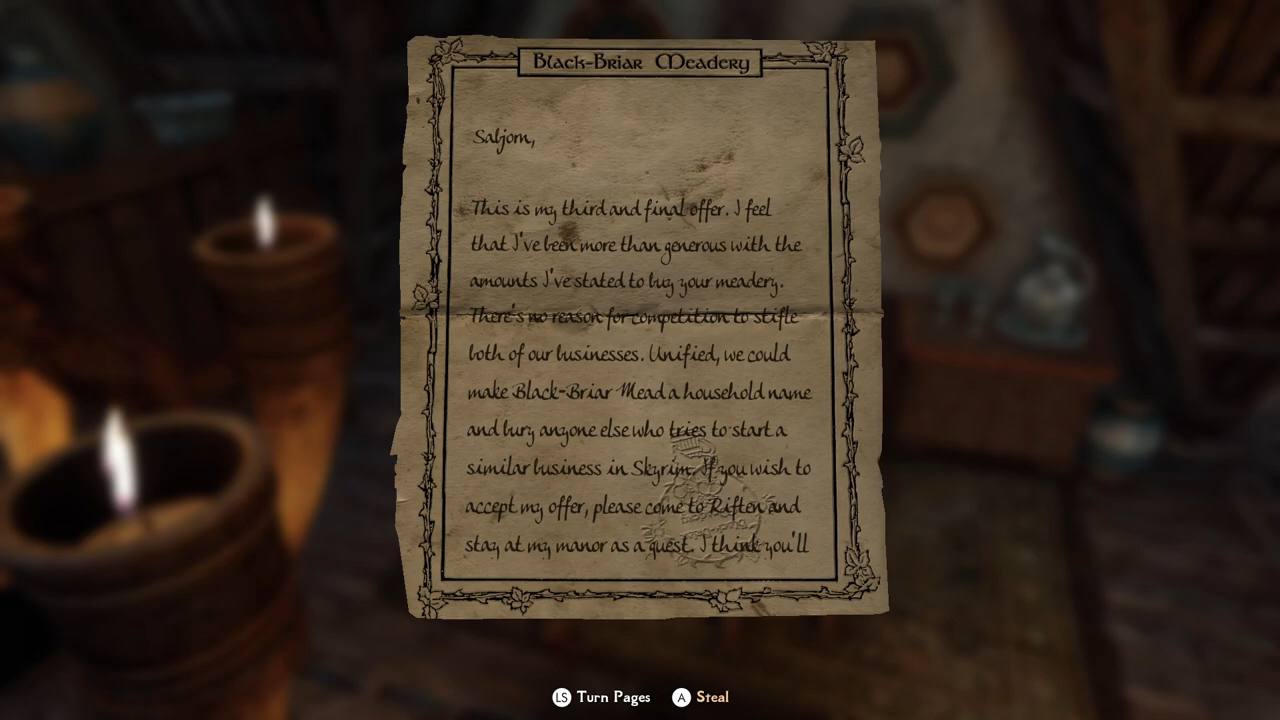 Black-Briar Meadery
Sabjorn,
This is my third and final offer. I feel
that I've been more than generous with the
amounts I've stated to buy your meadery.
There's no reason for competition to stifle
both of our businesses. Unified, we could
make Black-Briar Mead a household name
and bury anyone else who tries to start a
similar business in Skyrim. If you wish to
accept my offer, please come to Riften and
stay at my manor as a guest. I think you'll
LS Turn Pages A Steal